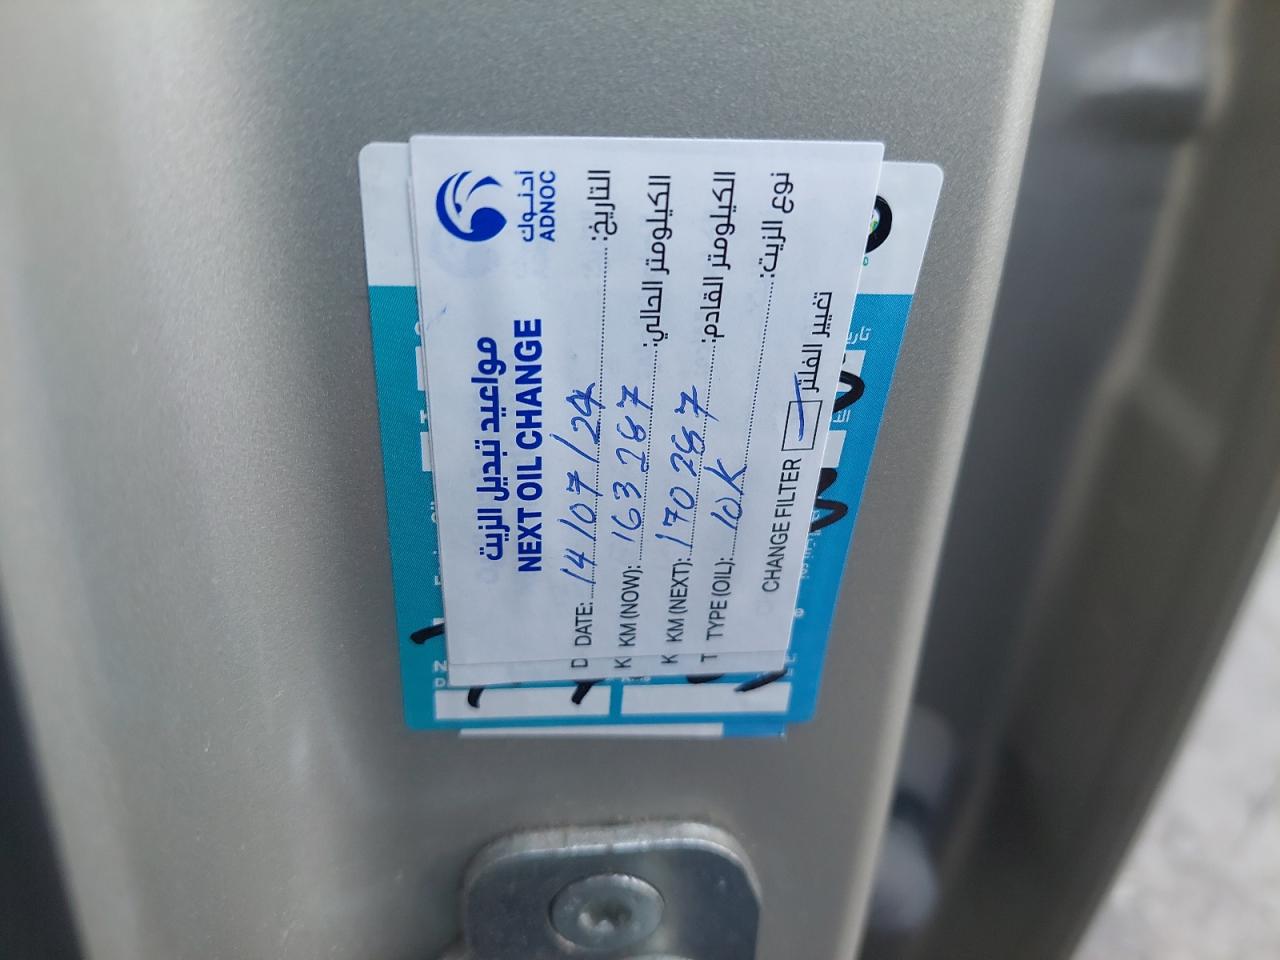 أدنوك
ADNOC
مواعيد تبديل الزيت
NEXT OIL CHANGE
D DATE: 14/07/24 التاريخ:
K KM (NOW): 163287 الكيلومتر الحالي:
K KM (NEXT): 170287 الكيلومتر القادم:
T TYPE (OIL): 10K نوع الزيت:
CHANGE FILTER تغيير الفلتر